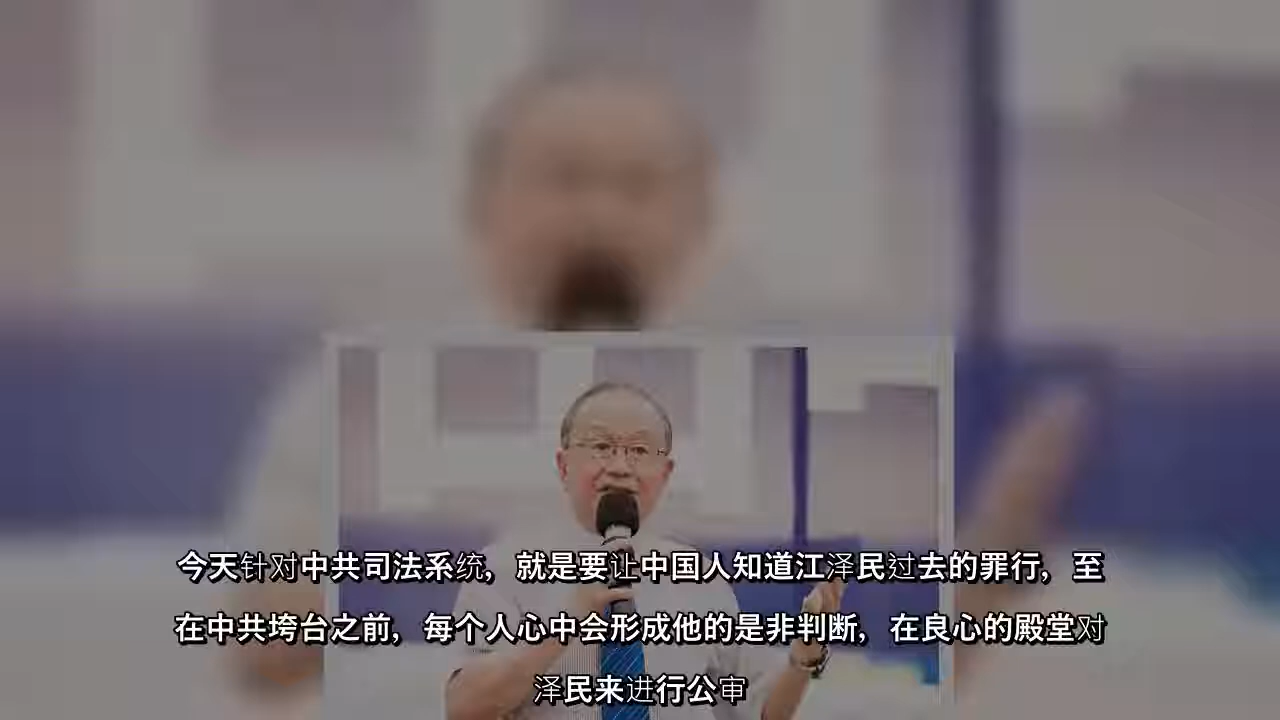 今天针对中共司法系统，就是要让中国人知道江泽民过去的罪行，至
在中共垮台之前，每个人心中会形成他的是非判断，在良心的殿堂对
泽民来进行公审